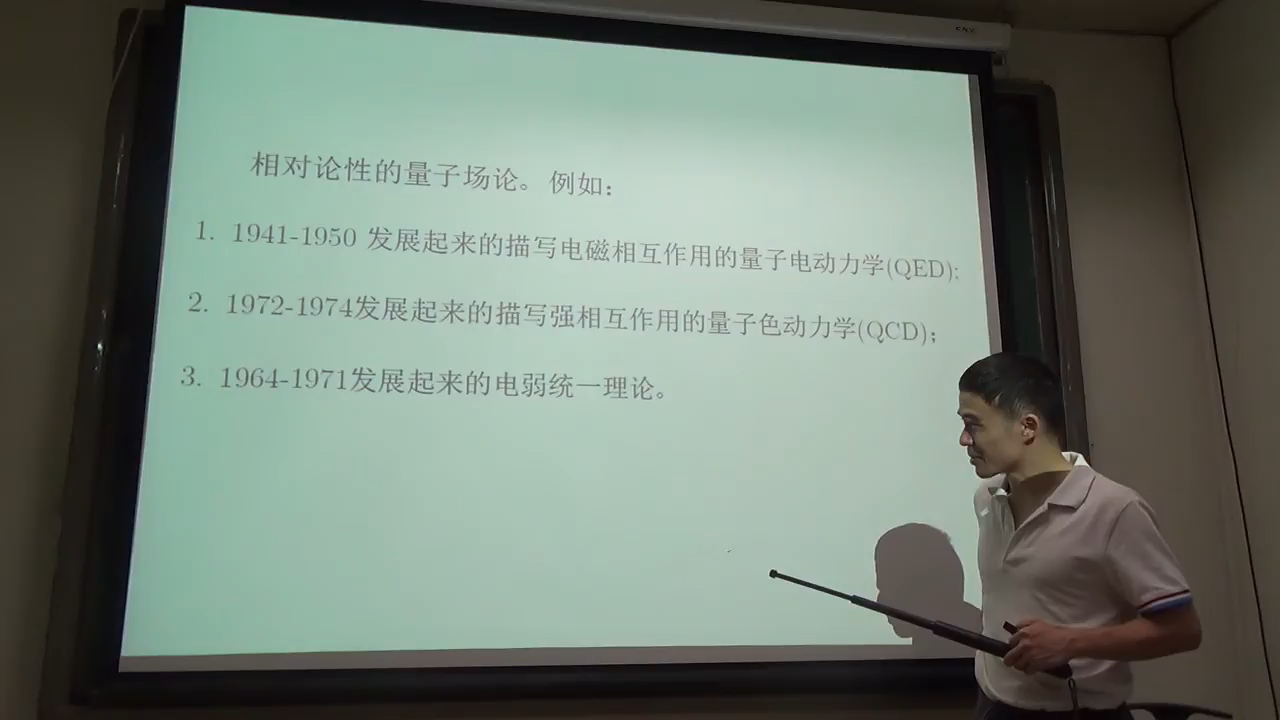 相对论性的量子场论。例如：
1. 1941-1950 发展起来的描写电磁相互作用的量子电动力学(QED);
2. 1972-1974发展起来的描写强相互作用的量子色动力学(QCD)；
3. 1964-1971发展起来的电弱统一理论。